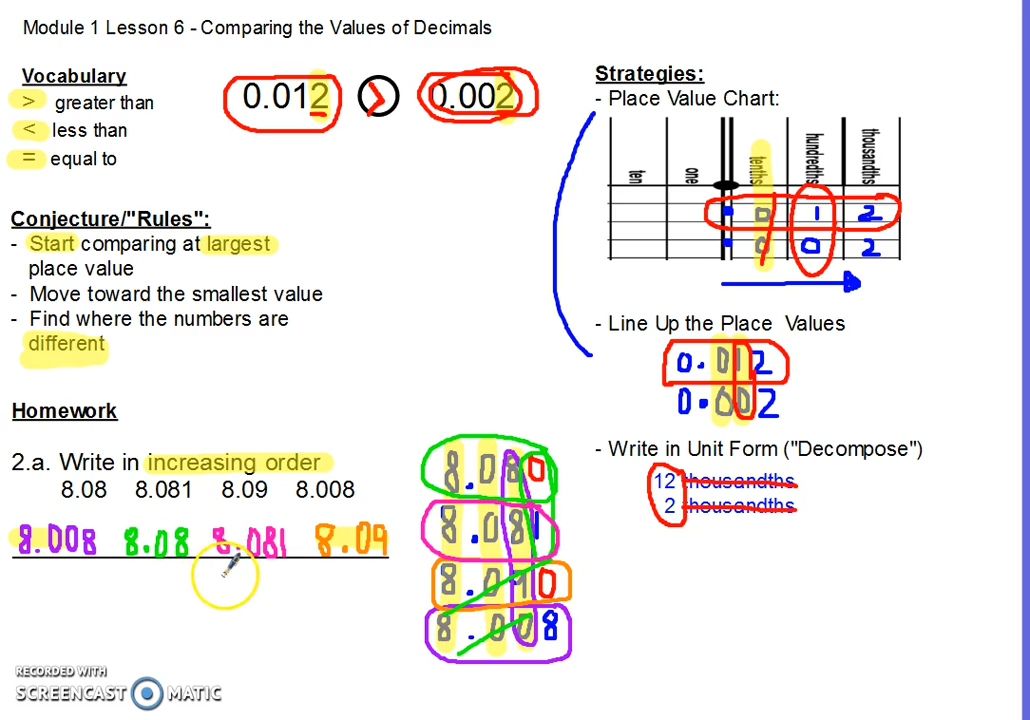 Module 1 Lesson 6 - Comparing the Values of Decimals
Vocabulary
> greater than
< less than
= equal to
0.012 > 0.002
Conjecture/"Rules":
- Start comparing at largest
place value
- Move toward the smallest value
- Find where the numbers are
different
Homework
2.a. Write in increasing order
8.08 8.081 8.09 8.008
8.008 8.08 8.081 8.09
8.080
8.081
8.090
8.008
Strategies:
- Place Value Chart:
ten one tenths hundredths thousandths
. 0 1 2
. 0 0 2
- Line Up the Place Values
0.012
0.002
- Write in Unit Form ("Decompose")
12 thousandths
2 thousandths
RECORDED WITH
SCREENCAST MATIC